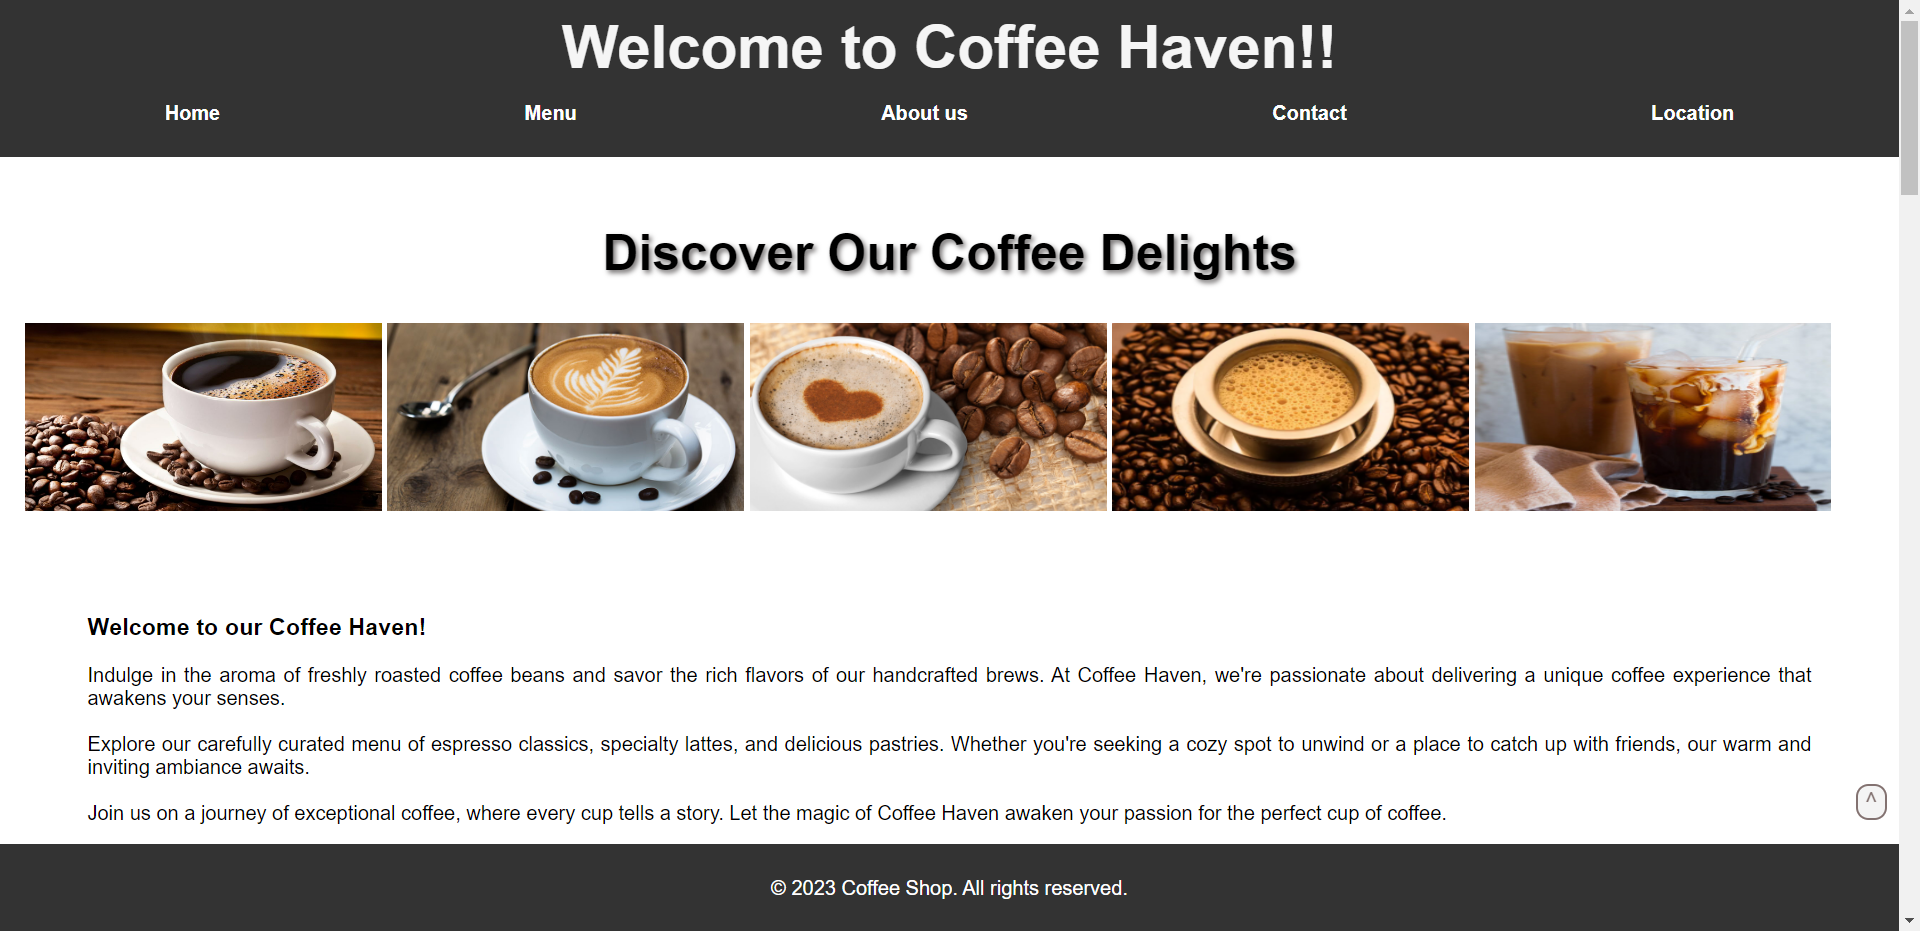 Welcome to Coffee Haven!!
Home Menu About us Contact Location
Discover Our Coffee Delights
Welcome to our Coffee Haven!
Indulge in the aroma of freshly roasted coffee beans and savor the rich flavors of our handcrafted brews. At Coffee Haven, we're passionate about delivering a unique coffee experience that
awakens your senses.
Explore our carefully curated menu of espresso classics, specialty lattes, and delicious pastries. Whether you're seeking a cozy spot to unwind or a place to catch up with friends, our warm and
inviting ambiance awaits.
Join us on a journey of exceptional coffee, where every cup tells a story. Let the magic of Coffee Haven awaken your passion for the perfect cup of coffee.
^
© 2023 Coffee Shop. All rights reserved.